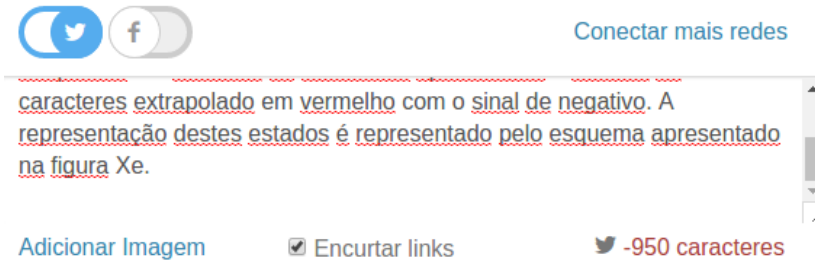 Conectar mais redes
caracteres extrapolado em vermelho com o sinal de negativo. A
representação destes estados é representado pelo esquema apresentado
na figura Xe.
Adicionar Imagem
Encurtar links
-950 caracteres